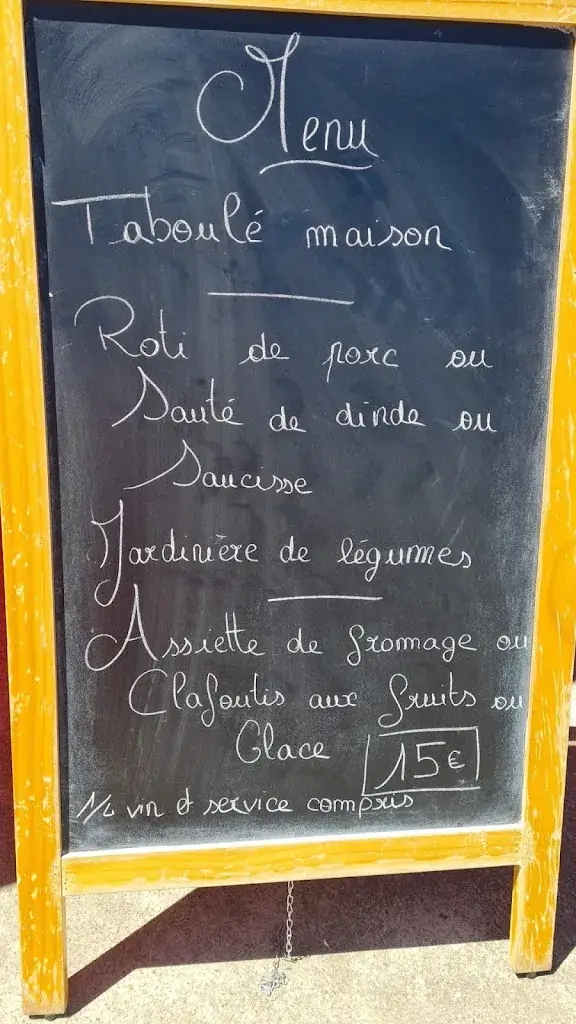 Menu
Taboulé maison
Roti de porc ou
Sauté de dinde ou
Saucisse
Jardinière de légumes
Assiette de fromage ou
Clafoutis aux fruits ou
Glace 15€
1/4 vin et service compris